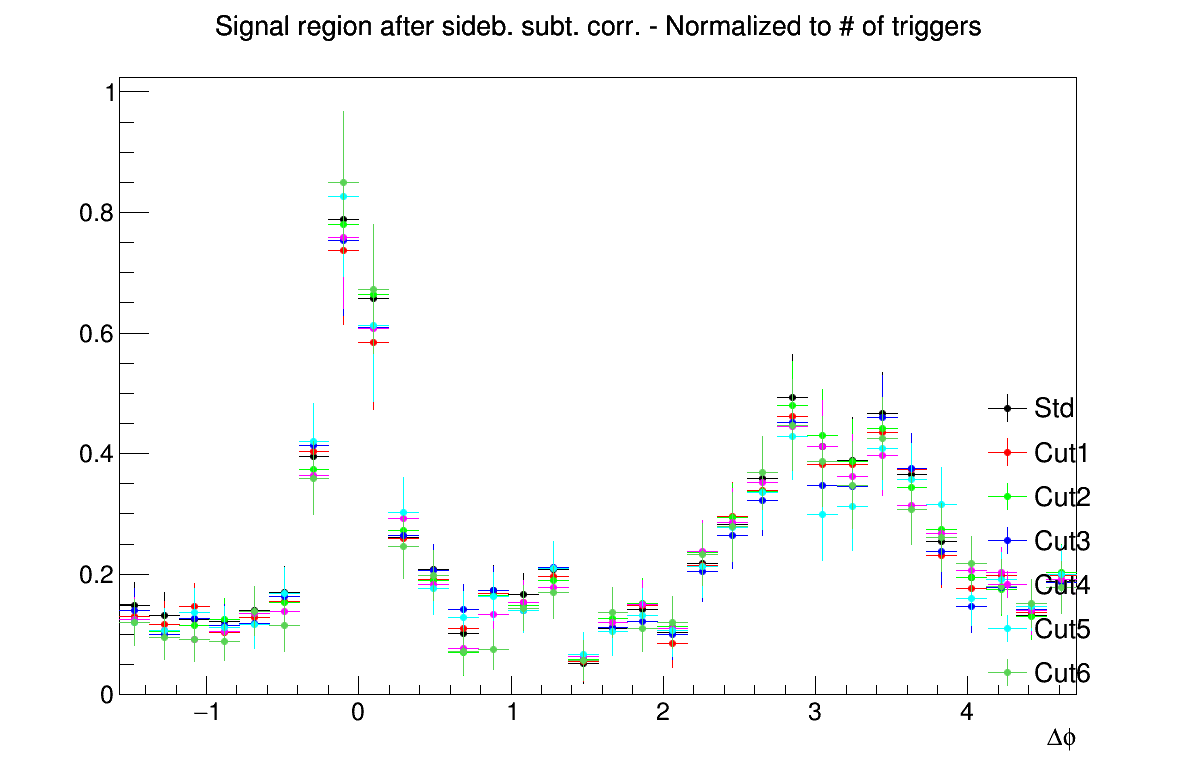 Signal region after sideb. subt. corr. - Normalized to # of triggers
1
0.8
0.6
0.4
0.2
0
−1 0 1 2 3 4
Δϕ
Std
Cut1
Cut2
Cut3
Cut4
Cut5
Cut6